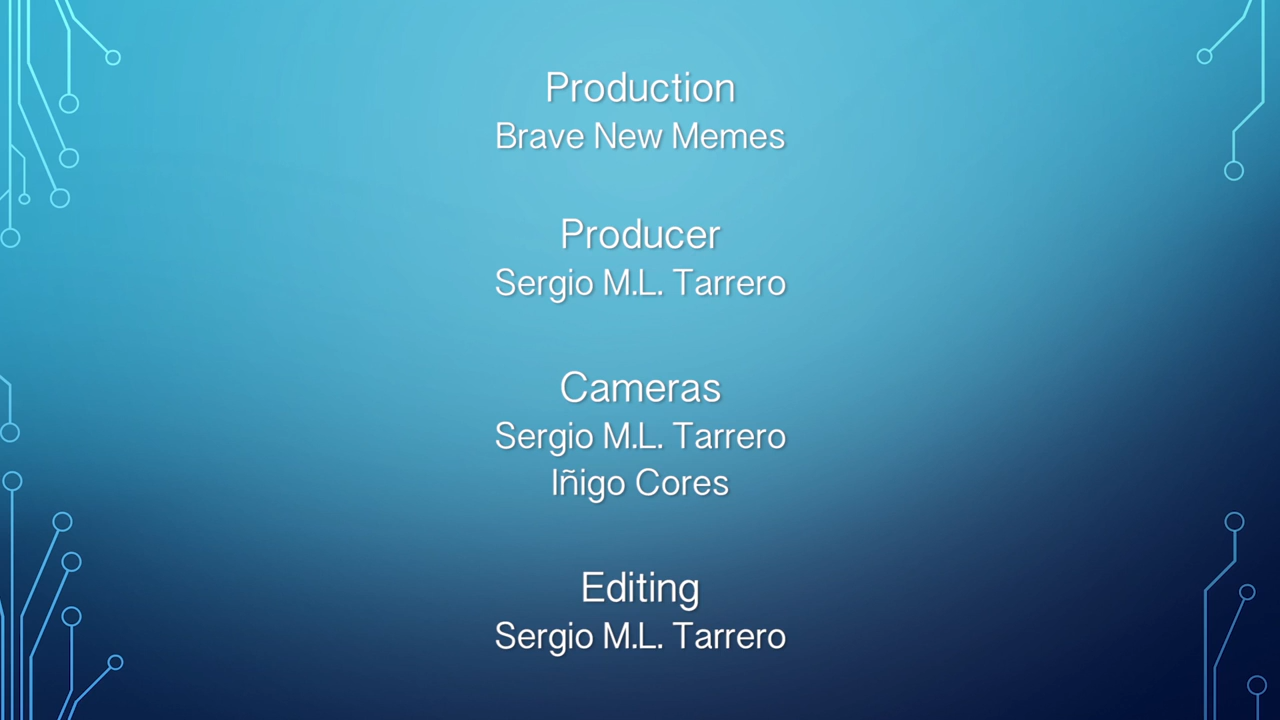 Production
Brave New Memes
Producer
Sergio M.L. Tarrero
Cameras
Sergio M.L. Tarrero
Iñigo Cores
Editing
Sergio M.L. Tarrero